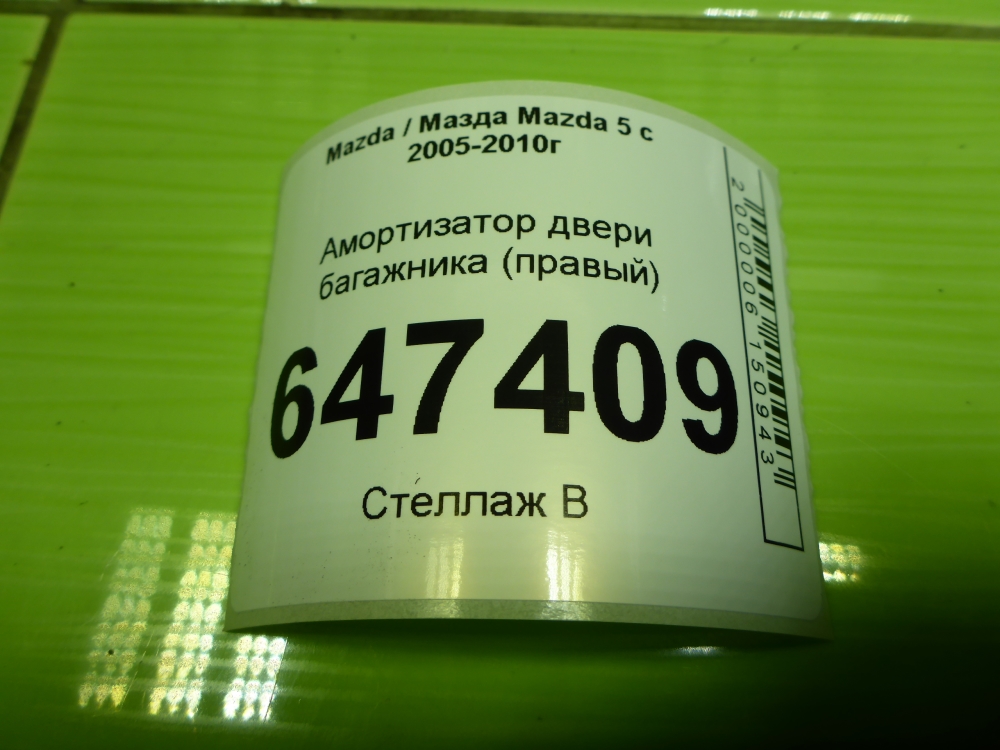 Mazda / Мазда Mazda 5 с
2005-2010г
Амортизатор двери
багажника (правый)
647409
Стеллаж В
2000006150943